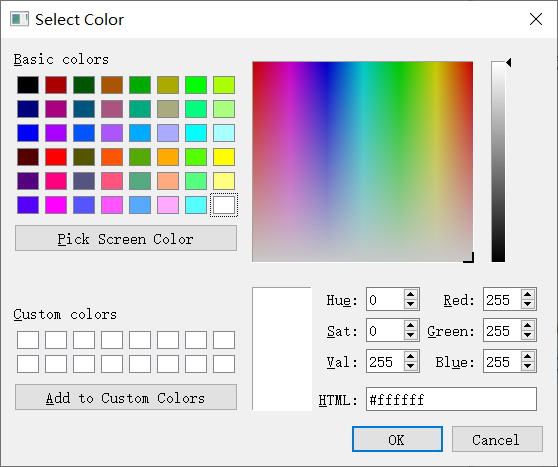 Select Color
Basic colors
Pick Screen Color
Custom colors
Add to Custom Colors
Hue: 0 Red: 255
Sat: 0 Green: 255
Val: 255 Blue: 255
HTML: #ffffff
OK Cancel